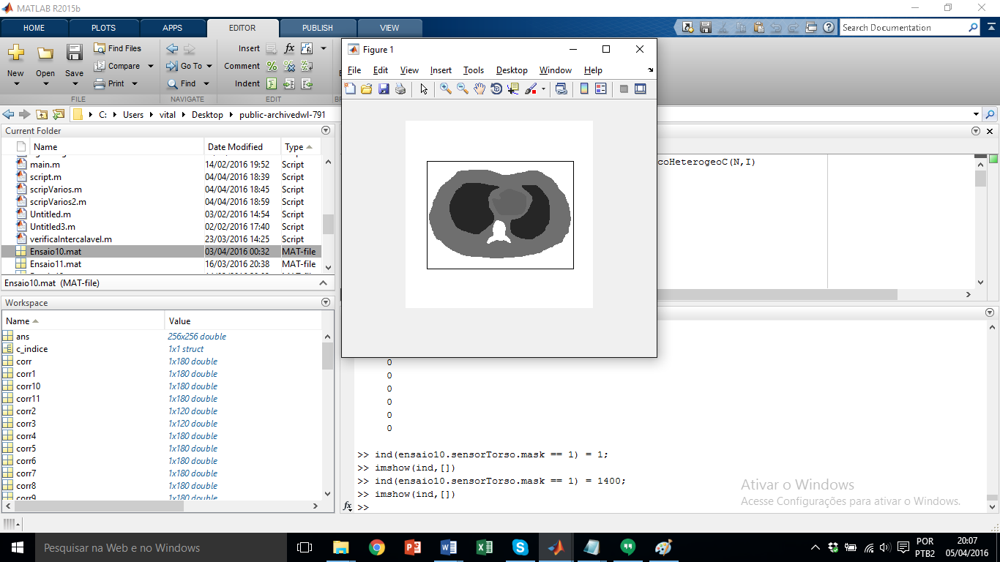 MATLAB R2015b
HOME PLOTS APPS EDITOR PUBLISH VIEW
Search Documentation
New
Open
Save
Find Files
Compare
Print
FILE
Go To
Find
NAVIGATE
Insert
fx
Comment
Indent
EDIT
C: Users vital Desktop public-archivedwl-791
Current Folder
Name Date Modified Type
main.m 14/02/2016 19:52 Script
script.m 04/04/2016 18:39 Script
scripVarios.m 04/04/2016 18:45 Script
scripVarios2.m 04/04/2016 18:59 Script
Untitled.m 03/02/2016 14:54 Script
Untitled3.m 02/02/2016 17:40 Script
verificaIntercalavel.m 23/03/2016 14:25 Script
Ensaio10.mat 03/04/2016 00:32 MAT-file
Ensaio11.mat 16/03/2016 20:38 MAT-file
Ensaio10.mat (MAT-file)
Workspace
Name Value
ans 256x256 double
c_indice 1x1 struct
corr 1x180 double
corr1 1x180 double
corr10 1x180 double
corr11 1x180 double
corr2 1x120 double
corr3 1x120 double
corr4 1x180 double
corr5 1x180 double
corr6 1x180 double
corr7 1x180 double
corr8 1x180 double
corr9 1x180 double
Figure 1
File Edit View Insert Tools Desktop Window Help
coHeterogeoC(N,I)
0
0
0
0
0
0
>> ind(ensaio10.sensorTorso.mask == 1) = 1;
>> imshow(ind,[])
>> ind(ensaio10.sensorTorso.mask == 1) = 1400;
>> imshow(ind,[])
fx >>
Ativar o Windows
Acesse Configurações para ativar o Windows.
Pesquisar na Web e no Windows
POR
PTB2
20:07
05/04/2016